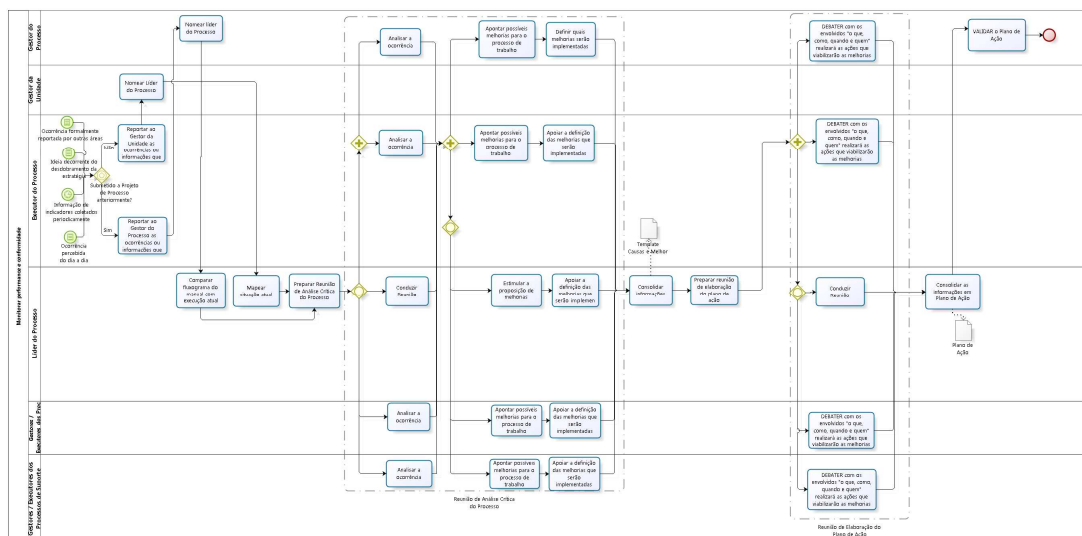 Monitorar performance e conformidade
Gestor do
Processo
Nomear líder
do Processo
Analisar a
ocorrência
Apontar possíveis
melhorias para o
processo de
trabalho
Definir quais
melhorias serão
implementadas
DEBATER com os
envolvidos "o que,
como, quando e quem"
realizará as ações que
viabilizarão as melhorias
VALIDAR o Plano de
Ação
Gestor da
Unidade
Nomear Líder
do Processo
Executor do Processo
Ocorrência formalmente
reportada por outras áreas
Ideia decorrente do
desdobramento da
estratégia
Informação de
indicadores coletados
periodicamente
Ocorrência
percebida
do dia a dia
Submetido a Projeto
de Processo
anteriormente?
Sim
Reportar ao
Gestor da
Unidade as
ocorrências ou
informações que
Reportar ao
Gestor do
Processo as
ocorrências ou
informações que
Analisar a
ocorrência
Apontar possíveis
melhorias para o
processo de
trabalho
Apoiar a definição
das melhorias que
serão
implementadas
DEBATER com os
envolvidos "o que,
como, quando e
quem" realizará as
ações que viabilizarão
as melhorias
Template
Causas e Melhor
Líder do Processo
Comparar
fluxograma do
manual com
execução atual
Mapear
situação atual
Preparar Reunião
de Análise Crítica
do Processo
Conduzir
Reunião
Estimular a
proposição de
melhorias
Apoiar a
definição das
melhorias que
serão implemen
Consolidar
informações
Preparar reunião
de elaboração
do plano de
ação
Conduzir
Reunião
Consolidar as
informações em
Plano de Ação
Plano de
Ação
Gestores /
Executores dos Proc
Analisar a
ocorrência
Apontar possíveis
melhorias para o
processo de
trabalho
Apoiar a definição
das melhorias que
serão
implementadas
DEBATER com os
envolvidos "o que,
como, quando e quem"
realizará as ações que
viabilizarão as melhorias
Gestores / Executores dos
Processos de Suporte
Analisar a
ocorrência
Apontar possíveis
melhorias para o
processo de
trabalho
Apoiar a definição
das melhorias que
serão
implementadas
DEBATER com os
envolvidos "o que, como,
quando e quem"
realizará as ações que
viabilizarão as melhorias
Reunião de Análise Crítica
do Processo
Reunião de Elaboração do
Plano de Ação